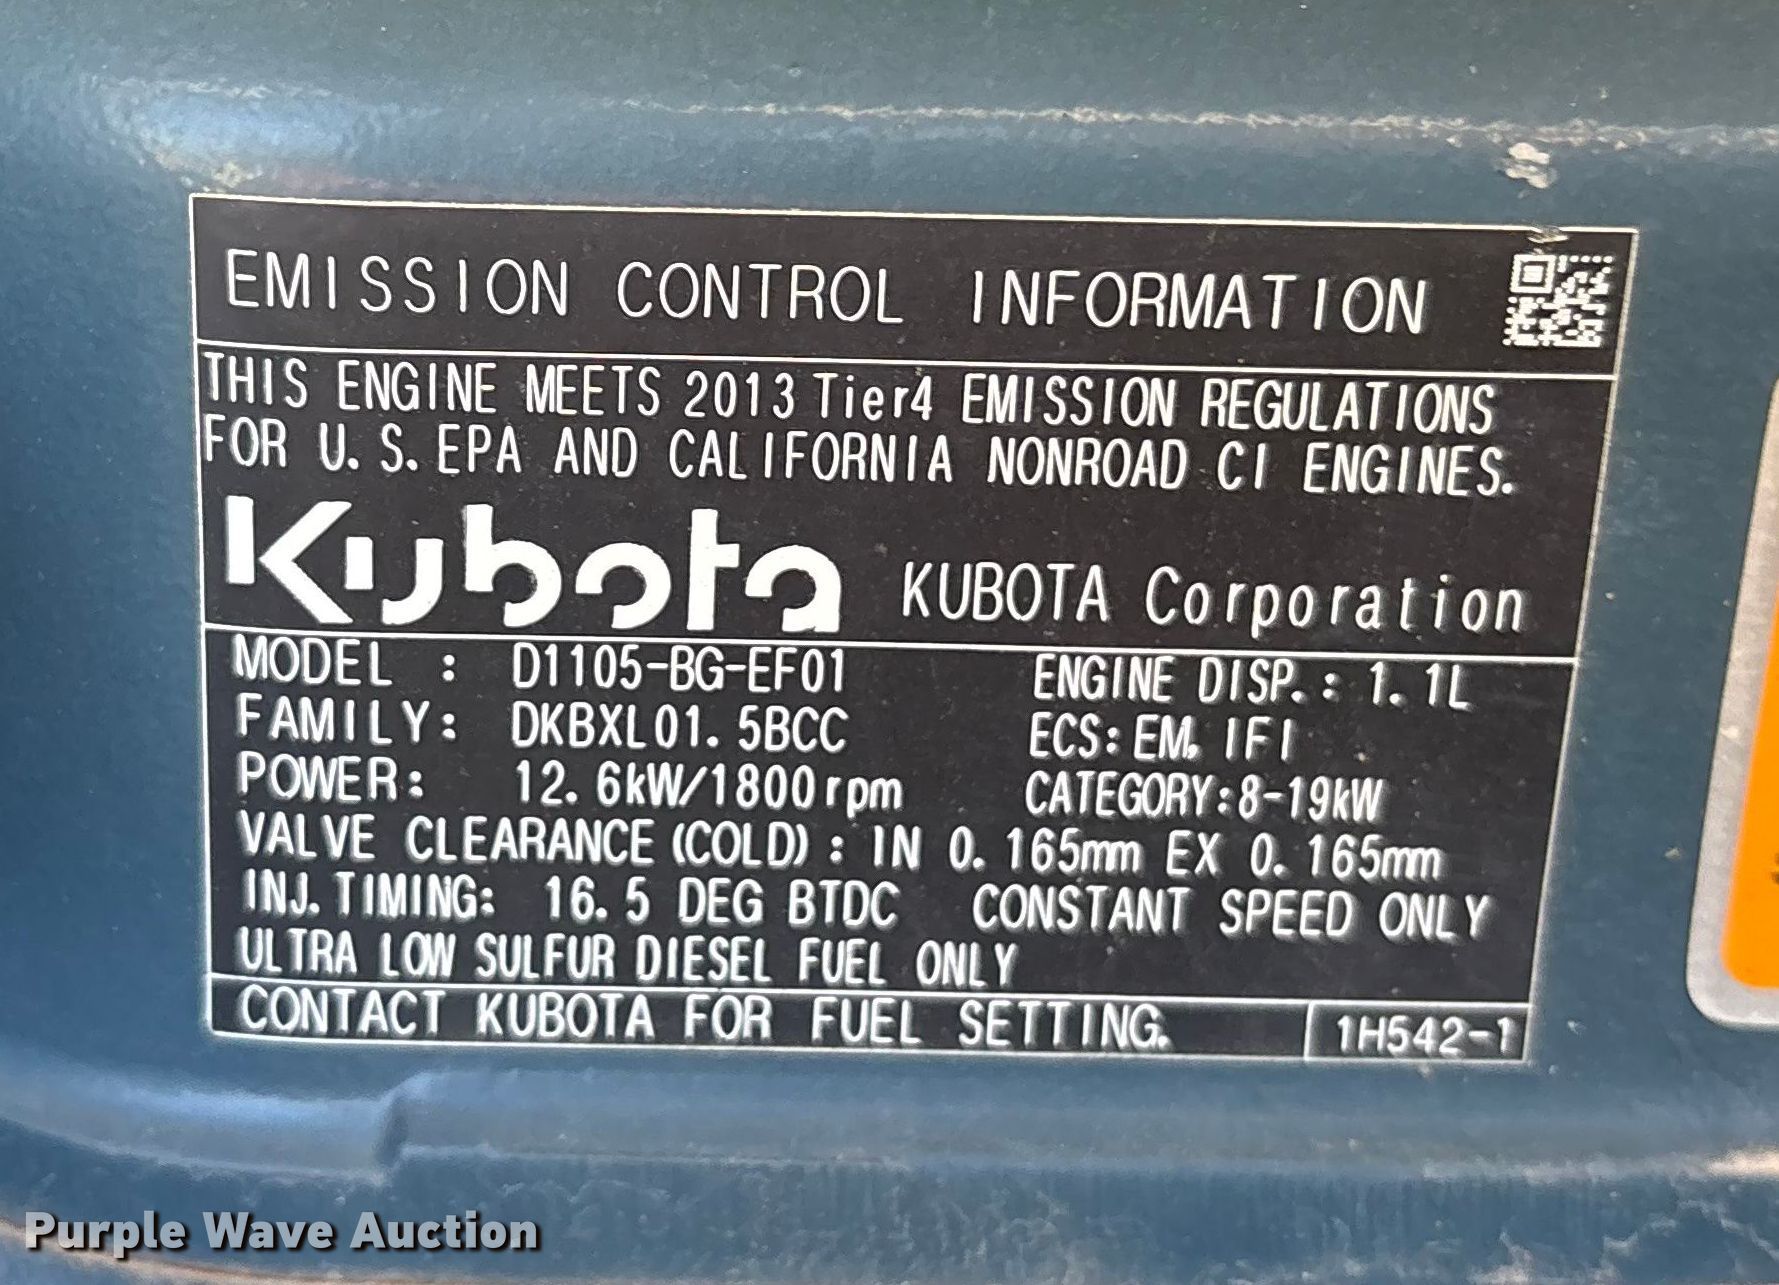 EMISSION CONTROL INFORMATION
THIS ENGINE MEETS 2013 Tier4 EMISSION REGULATIONS
FOR U.S.EPA AND CALIFORNIA NONROAD CI ENGINES.
Kubota KUBOTA Corporation
MODEL : D1105-BG-EF01 ENGINE DISP.: 1.1L
FAMILY: DKBXL01.5BCC ECS: EM, IFI
POWER: 12.6kW/1800rpm CATEGORY:8-19kW
VALVE CLEARANCE (COLD) : IN 0.165mm EX 0.165mm
INJ.TIMING: 16.5 DEG BTDC CONSTANT SPEED ONLY
ULTRA LOW SULFUR DIESEL FUEL ONLY
CONTACT KUBOTA FOR FUEL SETTING. 1H542-1
Purple Wave Auction